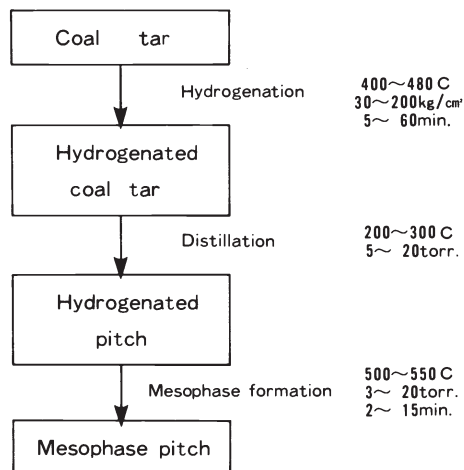 Coal tar
Hydrogenation
400~480 C
30~200kg/cm²
5~ 60min.
Hydrogenated
coal tar
Distillation
200~300 C
5~ 20torr.
Hydrogenated
pitch
Mesophase formation
500~550 C
3~ 20torr.
2~ 15min.
Mesophase pitch